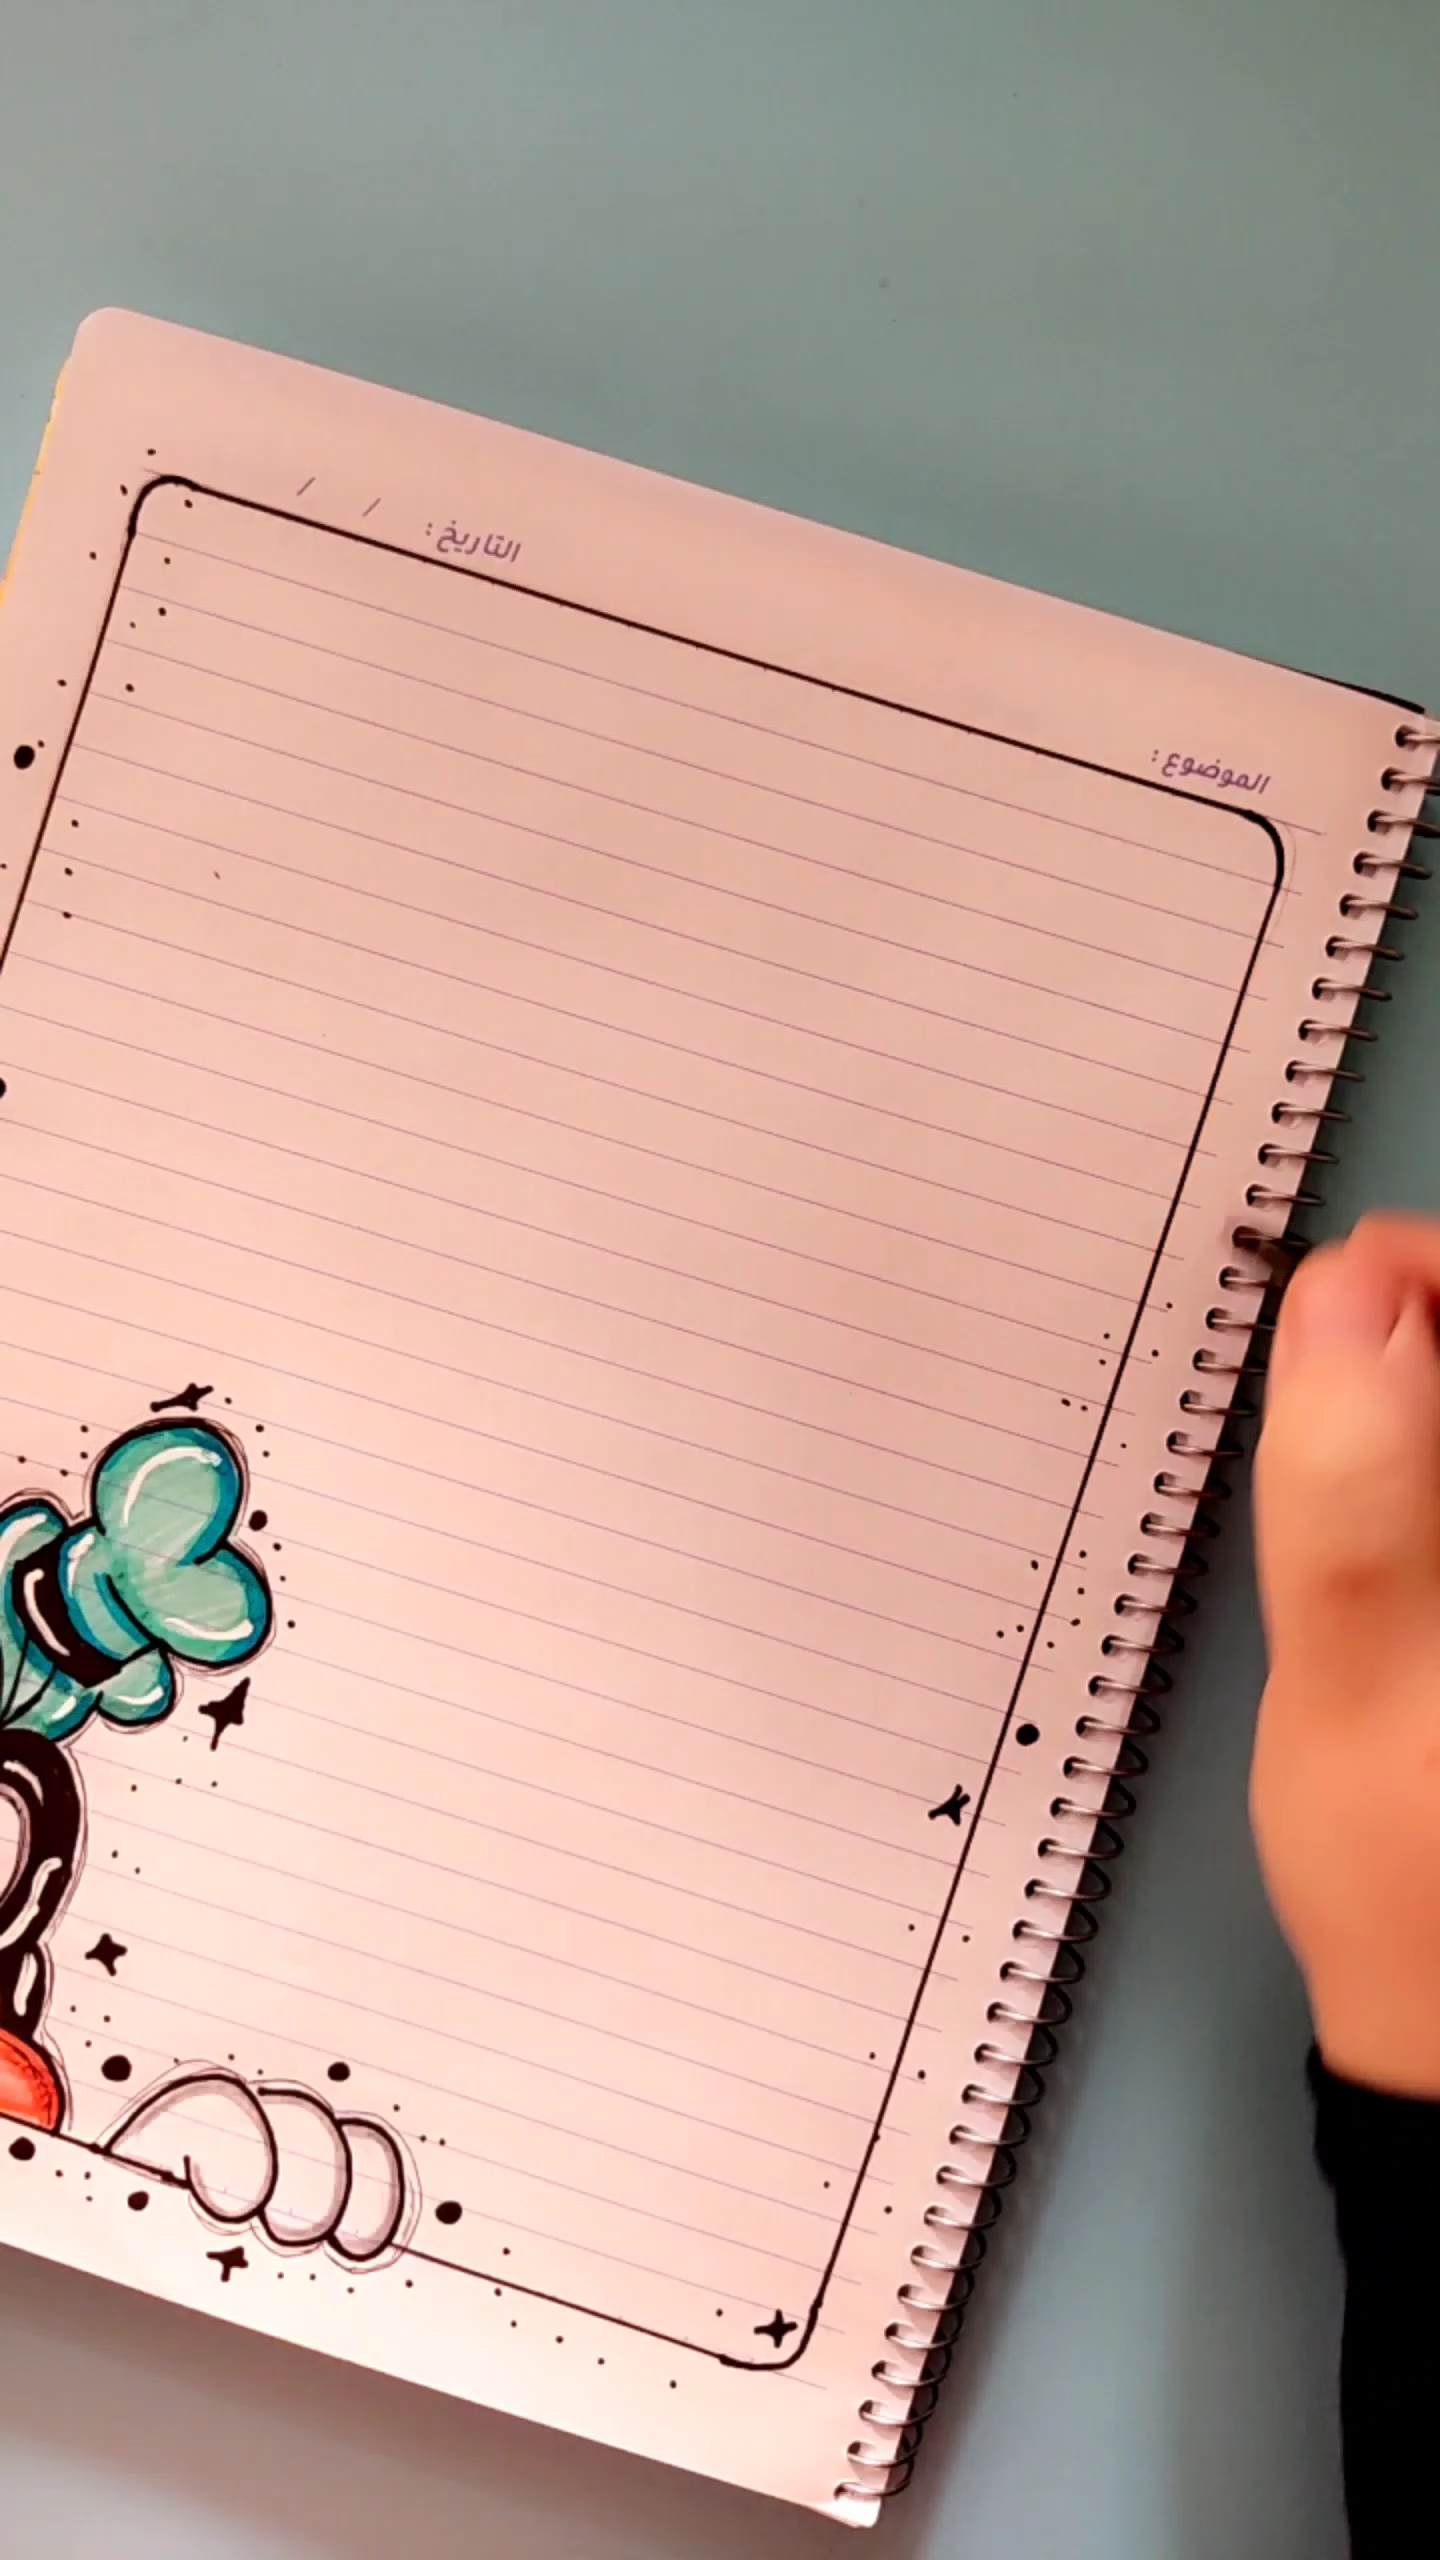 الموضوع :
التاريخ : / /